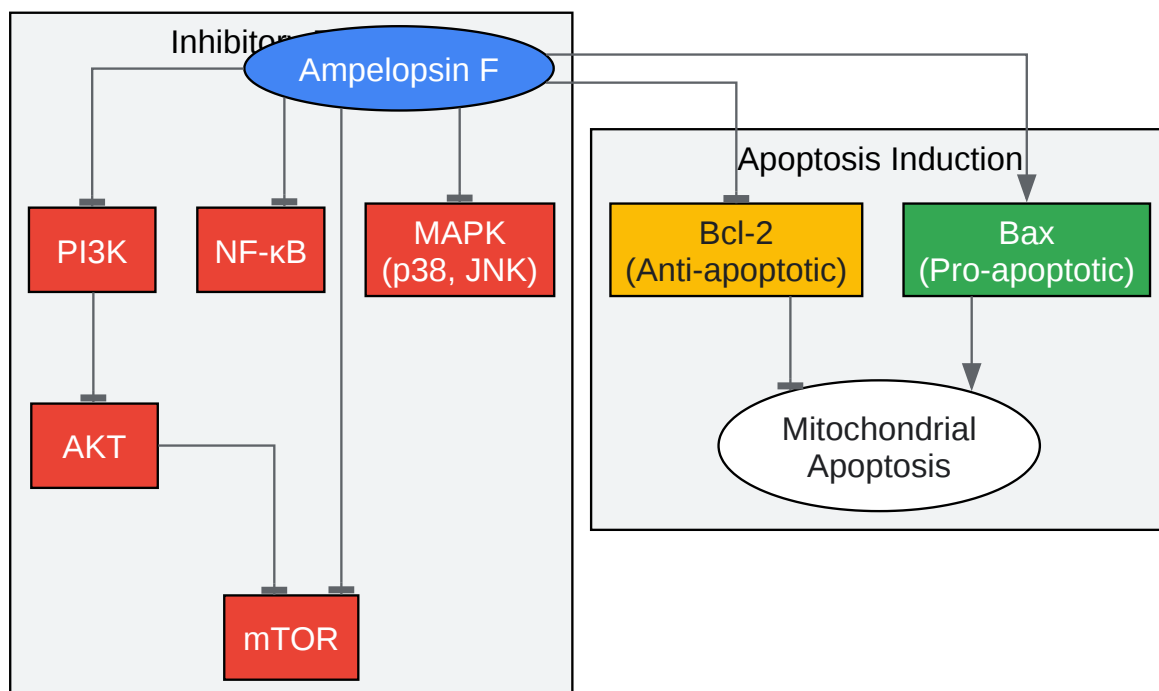 Inhibitory
Ampelopsin F
Apoptosis Induction
PI3K
NF-κB
MAPK
(p38, JNK)
Bcl-2
(Anti-apoptotic)
Bax
(Pro-apoptotic)
AKT
Mitochondrial
Apoptosis
mTOR